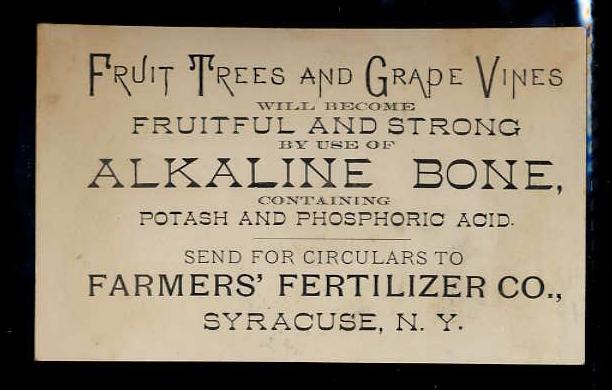 Fruit Trees and Grape Vines
WILL BECOME
FRUITFUL AND STRONG
BY USE OF
ALKALINE BONE,
CONTAINING
POTASH AND PHOSPHORIC ACID.
SEND FOR CIRCULARS TO
FARMERS' FERTILIZER CO.,
SYRACUSE, N. Y.